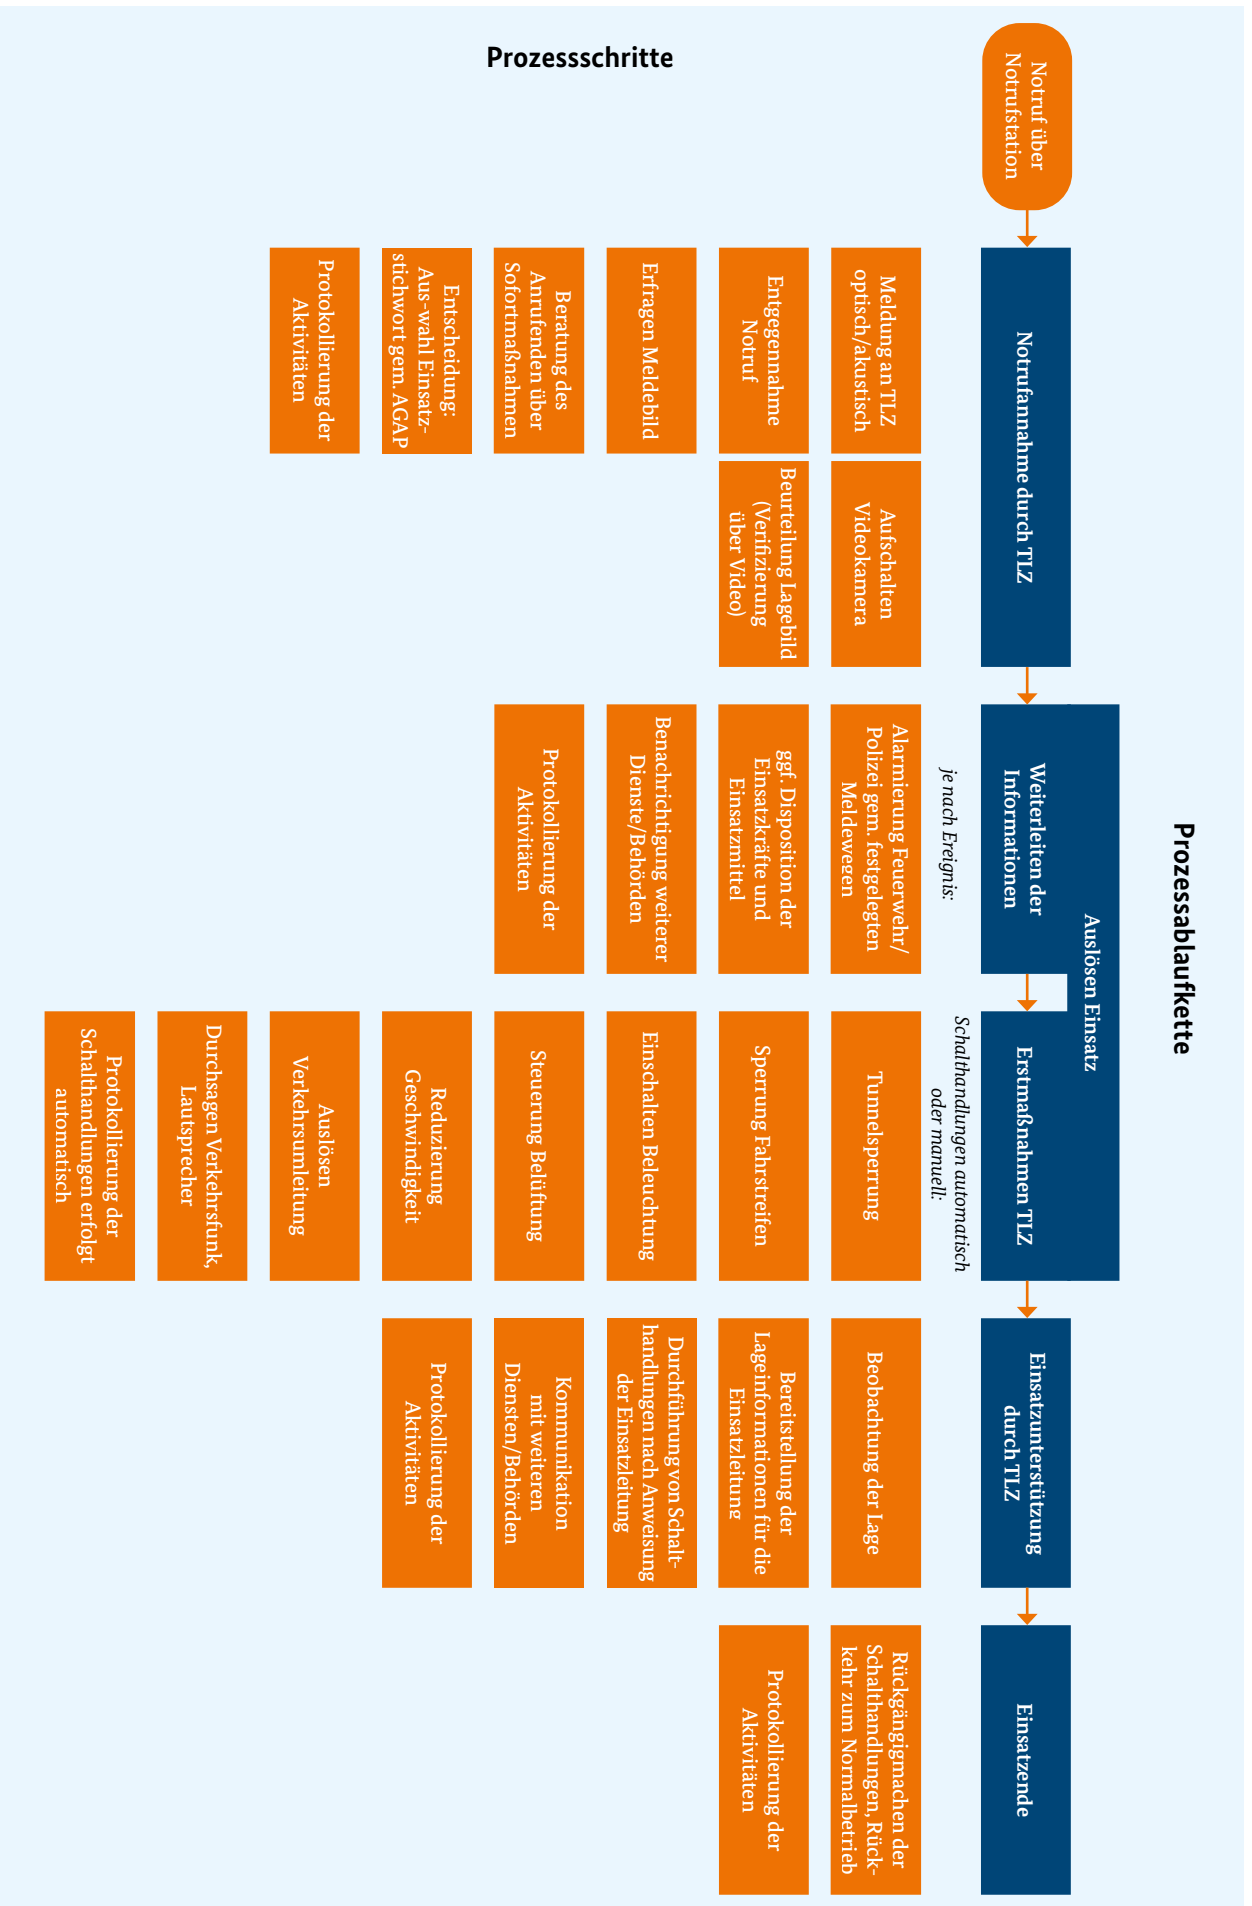 Prozessablaufkette
Prozessschritte
Notruf über
Notrufstation
Notrufannahme durch TLZ
Meldung an TLZ
optisch/akustisch
Aufschalten
Videokamera
Entgegennahme
Notruf
Beurteilung Lagebild
(Verifizierung
über Video)
Erfragen Meldebild
Beratung des
Anrufenden über
Sofortmaßnahmen
Entscheidung:
Aus-wahl Einsatz-
stichwort gem. AGAP
Protokollierung der
Aktivitäten
Auslösen Einsatz
Weiterleiten der
Informationen
je nach Ereignis:
Alarmierung Feuerwehr/
Polizei gem. festgelegten
Meldewegen
ggf. Disposition der
Einsatzkräfte und
Einsatzmittel
Benachrichtigung weiterer
Dienste/Behörden
Protokollierung der
Aktivitäten
Erstmaßnahmen TLZ
Schalthandlungen automatisch
oder manuell:
Tunnelsperrung
Sperrung Fahrstreifen
Einschalten Beleuchtung
Steuerung Belüftung
Reduzierung
Geschwindigkeit
Auslösen
Verkehrsumleitung
Durchsagen Verkehrsfunk,
Lautsprecher
Protokollierung der
Schalthandlungen erfolgt
automatisch
Einsatzunterstützung
durch TLZ
Beobachtung der Lage
Bereitstellung der
Lageinformationen für die
Einsatzleitung
Durchführung von Schalt-
handlungen nach Anweisung
der Einsatzleitung
Kommunikation
mit weiteren
Diensten/Behörden
Protokollierung der
Aktivitäten
Einsatzende
Rückgängigmachen der
Schalthandlungen, Rück-
kehr zum Normalbetrieb
Protokollierung der
Aktivitäten